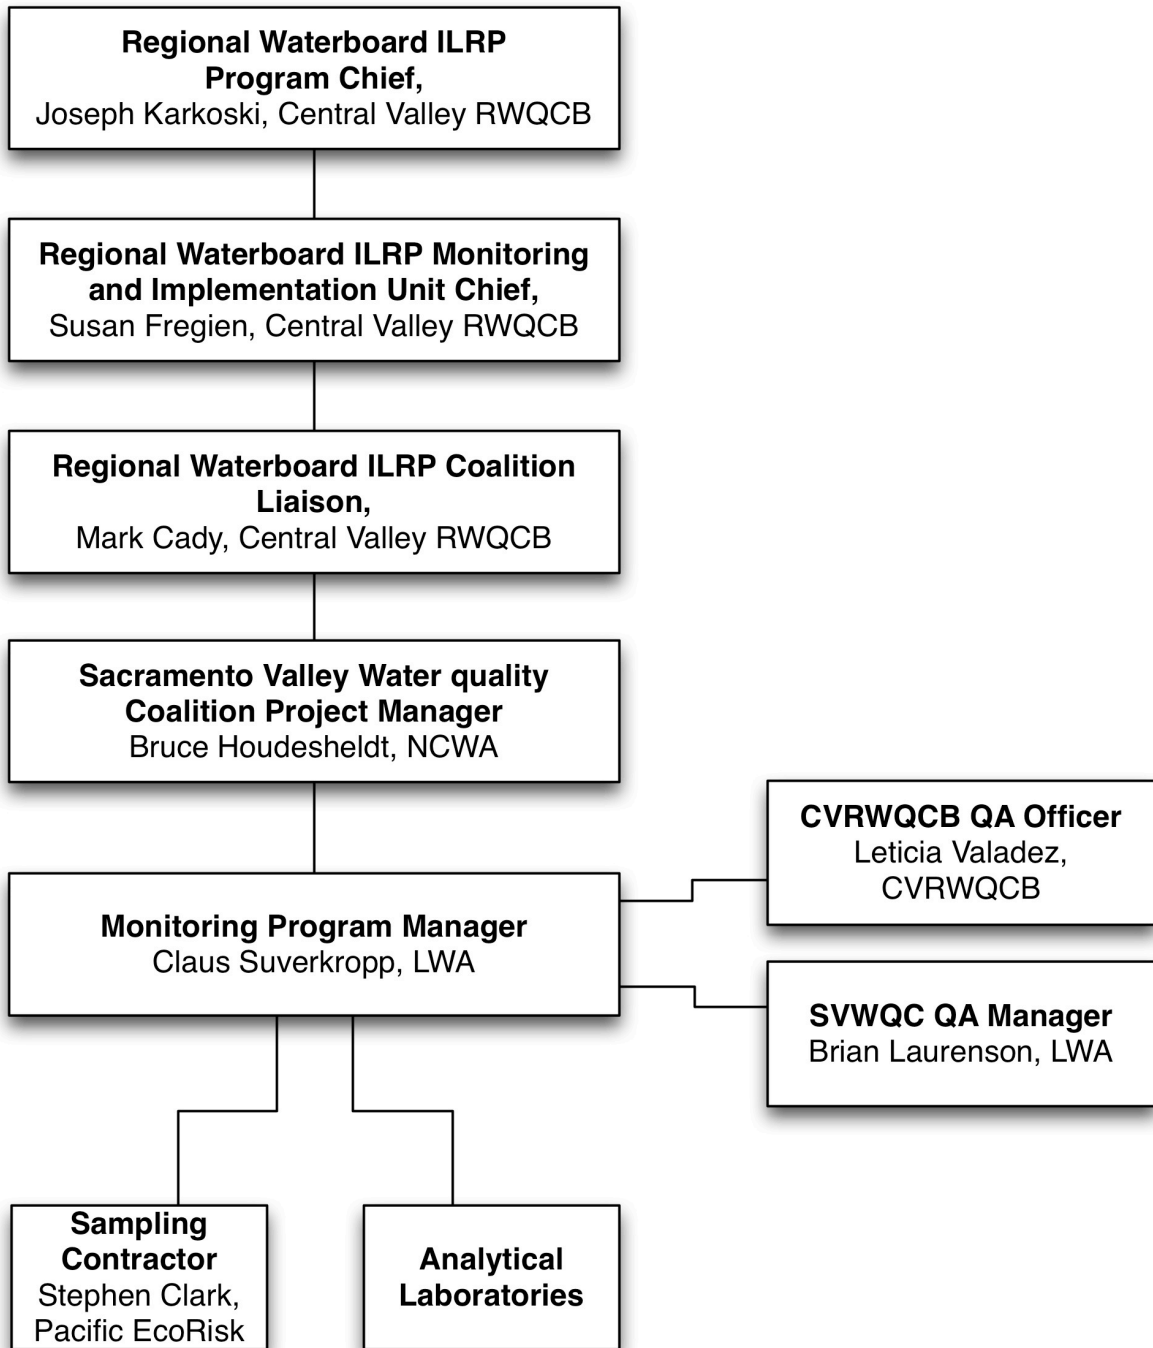 Regional Waterboard ILRP
Program Chief,
Joseph Karkoski, Central Valley RWQCB
Regional Waterboard ILRP Monitoring
and Implementation Unit Chief,
Susan Fregien, Central Valley RWQCB
Regional Waterboard ILRP Coalition
Liaison,
Mark Cady, Central Valley RWQCB
Sacramento Valley Water quality
Coalition Project Manager
Bruce Houdesheldt, NCWA
CVRWQCB QA Officer
Leticia Valadez,
CVRWQCB
Monitoring Program Manager
Claus Suverkropp, LWA
SVWQC QA Manager
Brian Laurenson, LWA
Sampling
Contractor
Stephen Clark,
Pacific EcoRisk
Analytical
Laboratories